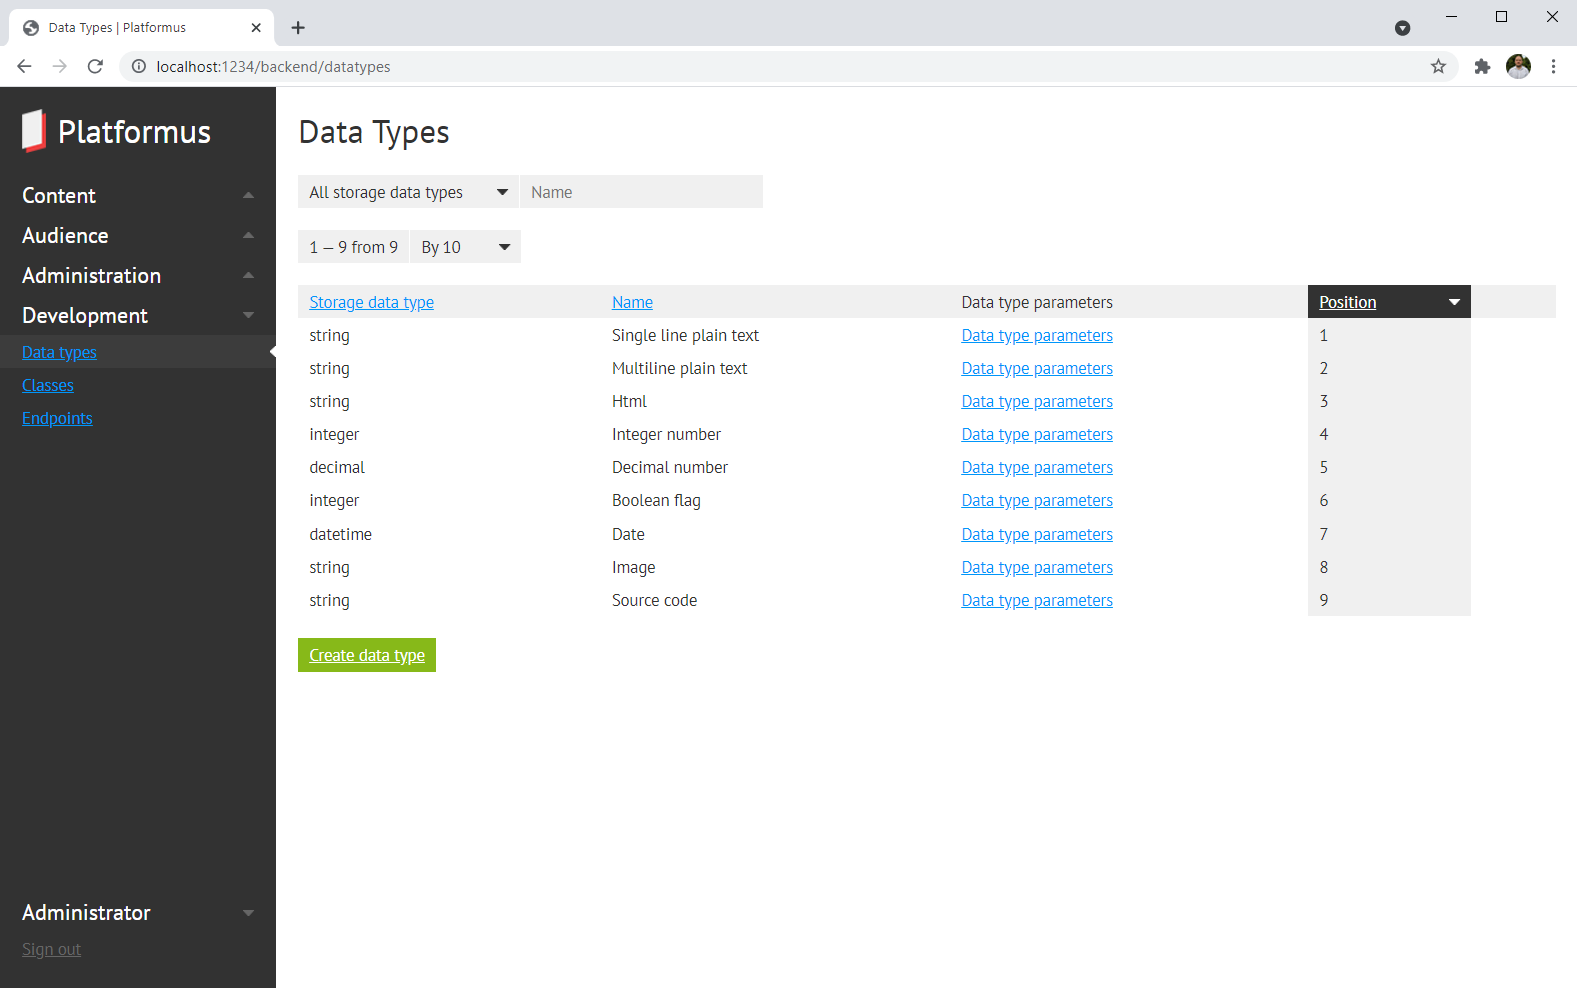 Data Types | Platformus
localhost:1234/backend/datatypes
Platformus
Content
Audience
Administration
Development
Data types
Classes
Endpoints
Administrator
Sign out
Data Types
All storage data types Name
1 — 9 from 9 By 10
Storage data type Name Data type parameters Position
string Single line plain text Data type parameters 1
string Multiline plain text Data type parameters 2
string Html Data type parameters 3
integer Integer number Data type parameters 4
decimal Decimal number Data type parameters 5
integer Boolean flag Data type parameters 6
datetime Date Data type parameters 7
string Image Data type parameters 8
string Source code Data type parameters 9
Create data type